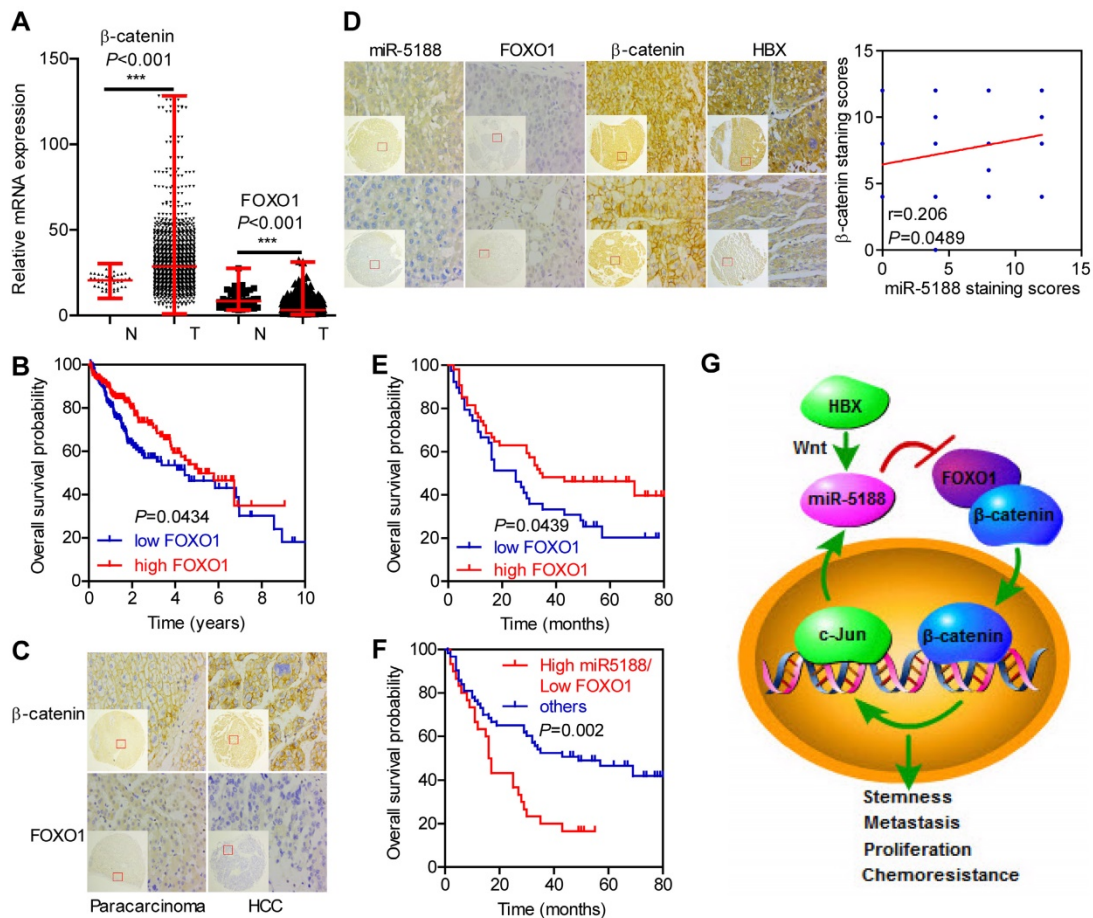 A
β-catenin
P<0.001
***
FOXO1
P<0.001
***
Relative mRNA expression
150
100
50
0
N
T
N
T
D
miR-5188
FOXO1
β-catenin
HBX
β-catenin staning scores
15
10
5
0
r=0.206
P=0.0489
0
5
10
15
miR-5188 staining scores
B
Overall survival probability
100
80
60
40
20
0
P=0.0434
low FOXO1
high FOXO1
0
2
4
6
8
10
Time (years)
E
Overall survival probability
100
80
60
40
20
0
P=0.0439
low FOXO1
high FOXO1
0
20
40
60
80
Time (months)
G
HBX
Wnt
miR-5188
FOXO1
β-catenin
c-Jun
β-catenin
Stemness
Metastasis
Proliferation
Chemoresistance
C
β-catenin
FOXO1
Paracarcinoma
HCC
F
Overall survival probability
100
80
60
40
20
0
High miR5188/
Low FOXO1
others
P=0.002
0
20
40
60
80
Time (months)